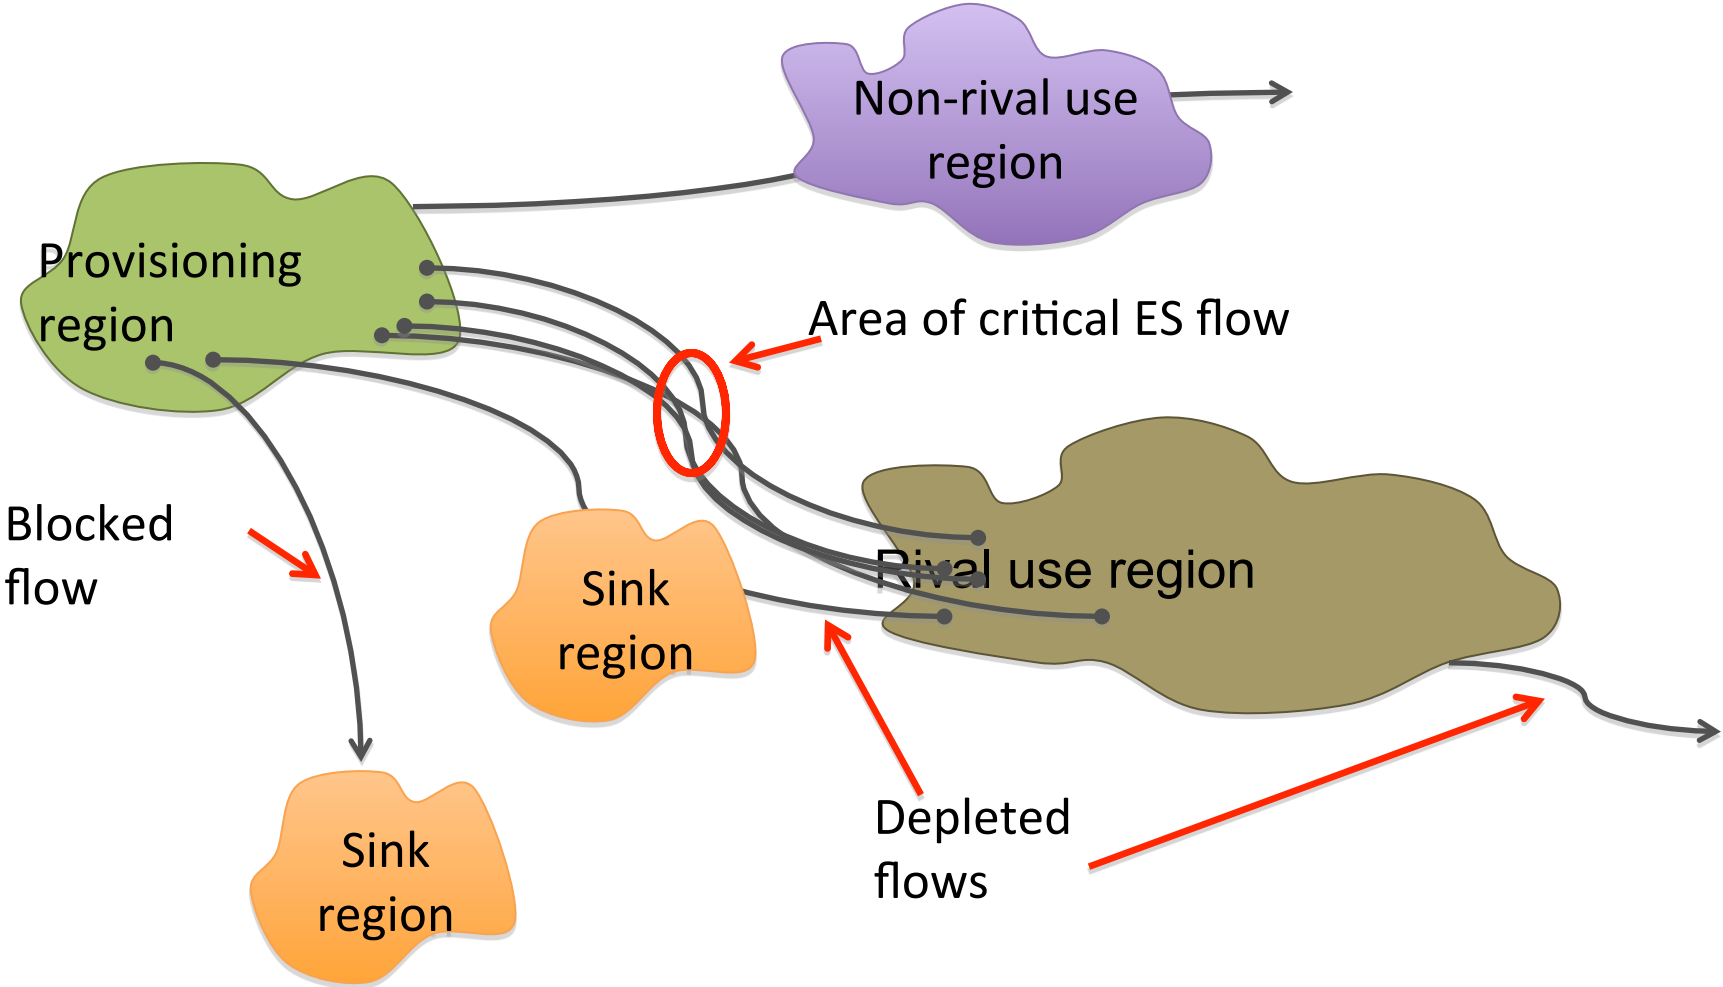 Non-rival use
region
Provisioning
region
Area of critical ES flow
Blocked
flow
Sink
region
Rival use region
Depleted
flows
Sink
region